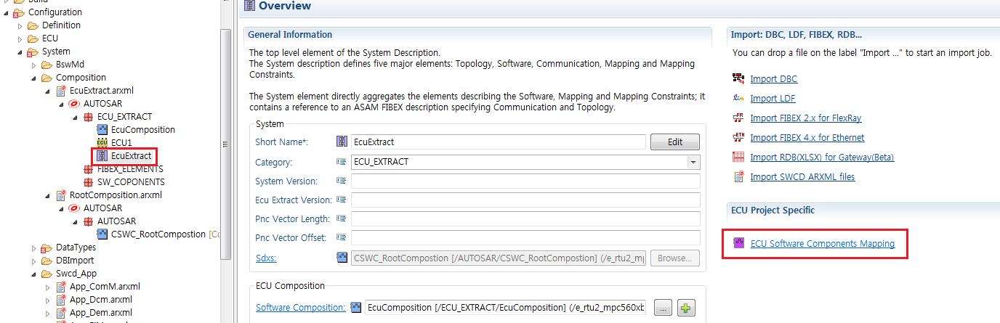 Build
Configuration
Definition
ECU
System
BswMd
Composition
EcuExtract.arxml
AUTOSAR
ECU_EXTRACT
EcuComposition
ECU ECU1
EcuExtract
FIBEX_ELEMENTS
SW_COPONENTS
RootComposition.arxml
AUTOSAR
AUTOSAR
CSWC_RootCompostion [Co
DataTypes
DBImport
Swcd_App
App_ComM.arxml
App_Dcm.arxml
App_Dem.arxml
Overview
General Information
The top level element of the System Description.
The System description defines five major elements: Topology, Software, Communication, Mapping and Mapping
Constraints.
The System element directly aggregates the elements describing the Software, Mapping and Mapping Constraints; it
contains a reference to an ASAM FIBEX description specifying Communication and Topology.
System
Short Name*: EcuExtract Edit
Category: ECU_EXTRACT
System Version:
Ecu Extract Version:
Pnc Vector Length:
Pnc Vector Offset:
Sdxs: CSWC_RootCompostion [/AUTOSAR/CSWC_RootCompostion] (/e_rtu2_mp Browse...
ECU Composition
Software Composition: EcuComposition [/ECU_EXTRACT/EcuComposition] (/e_rtu2_mpc560xb ...
Import: DBC, LDF, FIBEX, RDB...
You can drop a file on the label "Import ..." to start an import job.
Import DBC
lin Import LDF
FR Import FIBEX 2.x for FlexRay
ETH Import FIBEX 4.x for Ethernet
Import RDB(XLSX) for Gateway(Beta)
Import SWCD ARXML files
ECU Project Specific
ECU Software Components Mapping